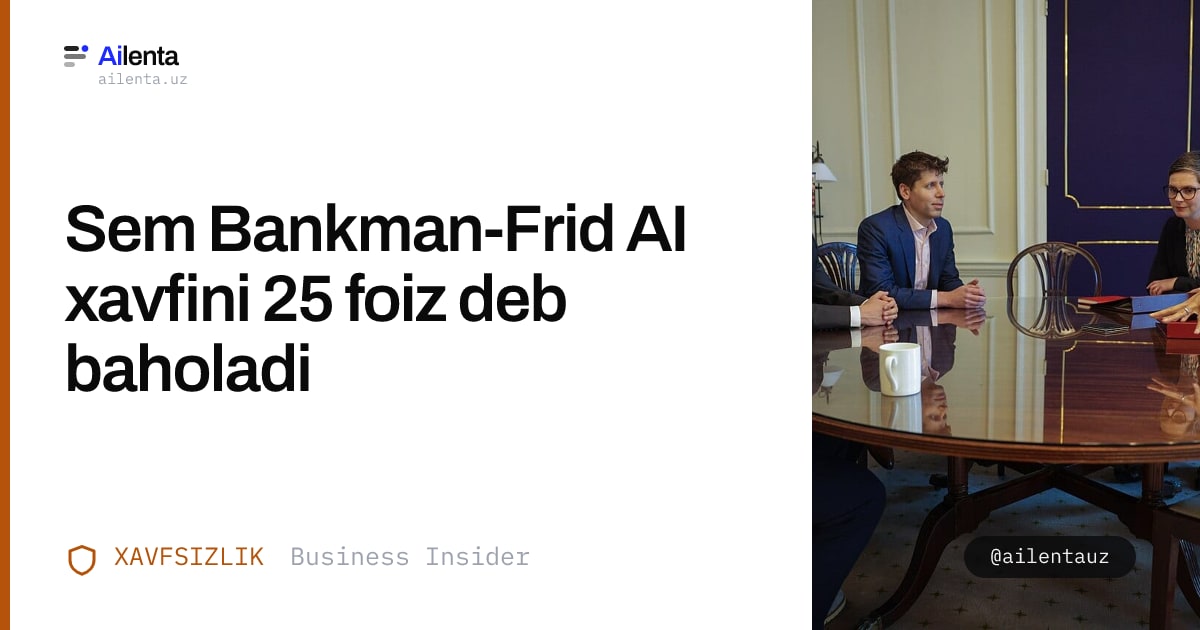 Ailenta
ailenta.uz
Sem Bankman-Frid AI
xavfini 25 foiz deb
baholadi
XAVFSIZLIK Business Insider
@ailentauz